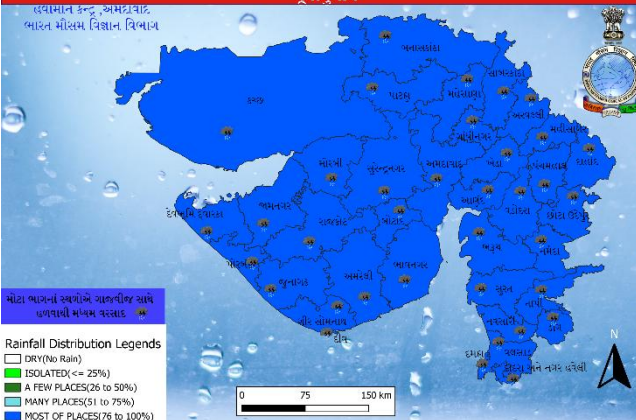 હવામાન કેન્દ્ર ,અમદાવાદ
ભારત મૌસમ વિજ્ઞાન વિભાગ
બનાસકાંઠા
સાબરકાંઠા
પાટણ
મહેસાણા
કચ્છ
અરવલ્લી
ગાંધીનગર
મહીસાગર
મોરબી
સુરેન્દ્રનગર
અમદાવાદ
ખેડા
પંચમહાલ
દાહોદ
દેવભૂમિ દ્વારકા
જામનગર
રાજકોટ
બોટાદ
આણંદ
વડોદરા
છોટા ઉદેપુર
પોરબંદર
જુનાગઢ
અમરેલી
ભાવનગર
ભરૂચ
નર્મદા
ગીર સોમનાથ
દીવ
સુરત
તાપી
નવસારી
ડાંગ
દમણ
વલસાડ
દાદરા અને નગર હવેલી
મોટા ભાગનાં સ્થળોએ ગાજવીજ સાથે
હળવાથી મધ્યમ વરસાદ
Rainfall Distribution Legends
DRY(No Rain)
ISOLATED(<= 25%)
A FEW PLACES(26 to 50%)
MANY PLACES(51 to 75%)
MOST OF PLACES(76 to 100%)
0 75 150 km
N